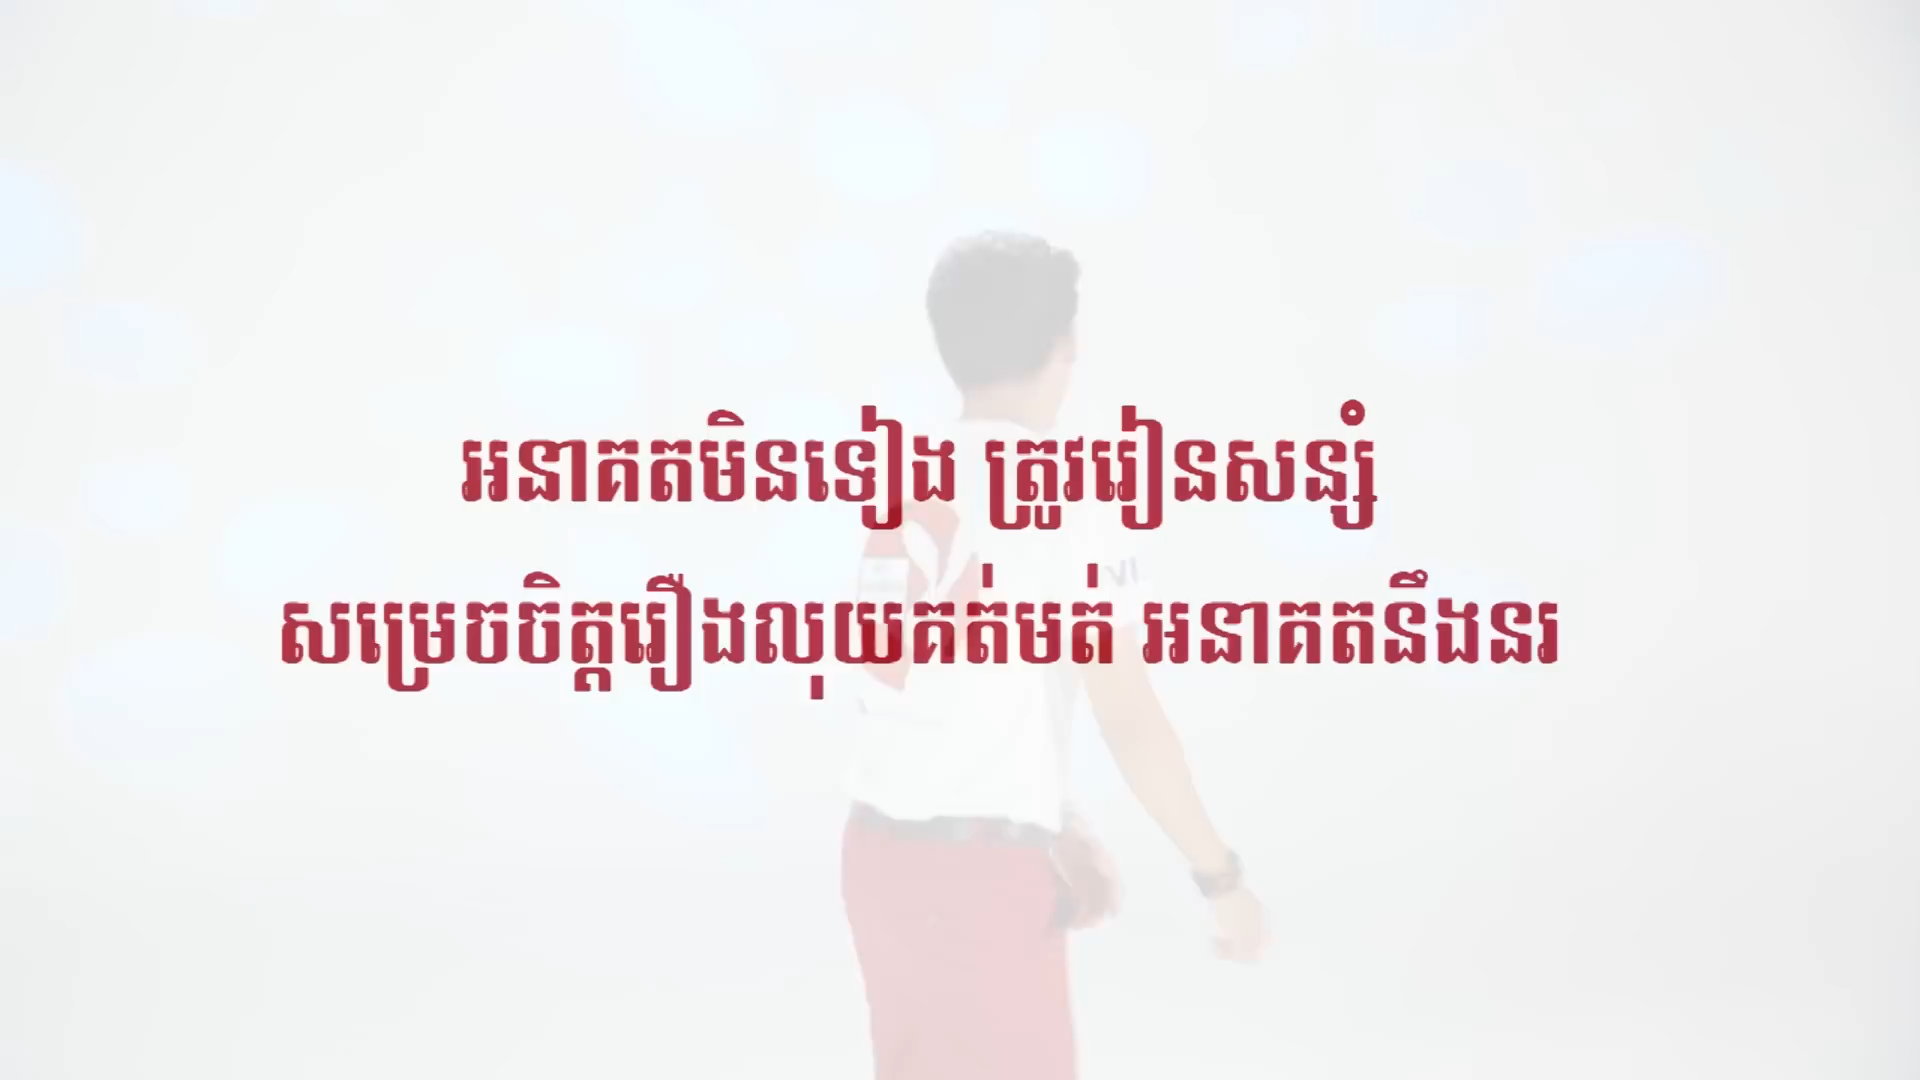 អនាគតមិនទៀង ត្រូវរៀនសន្សំ
សម្រេចចិត្តរឿងលុយគត់មត់ អនាគតនឹងនរ